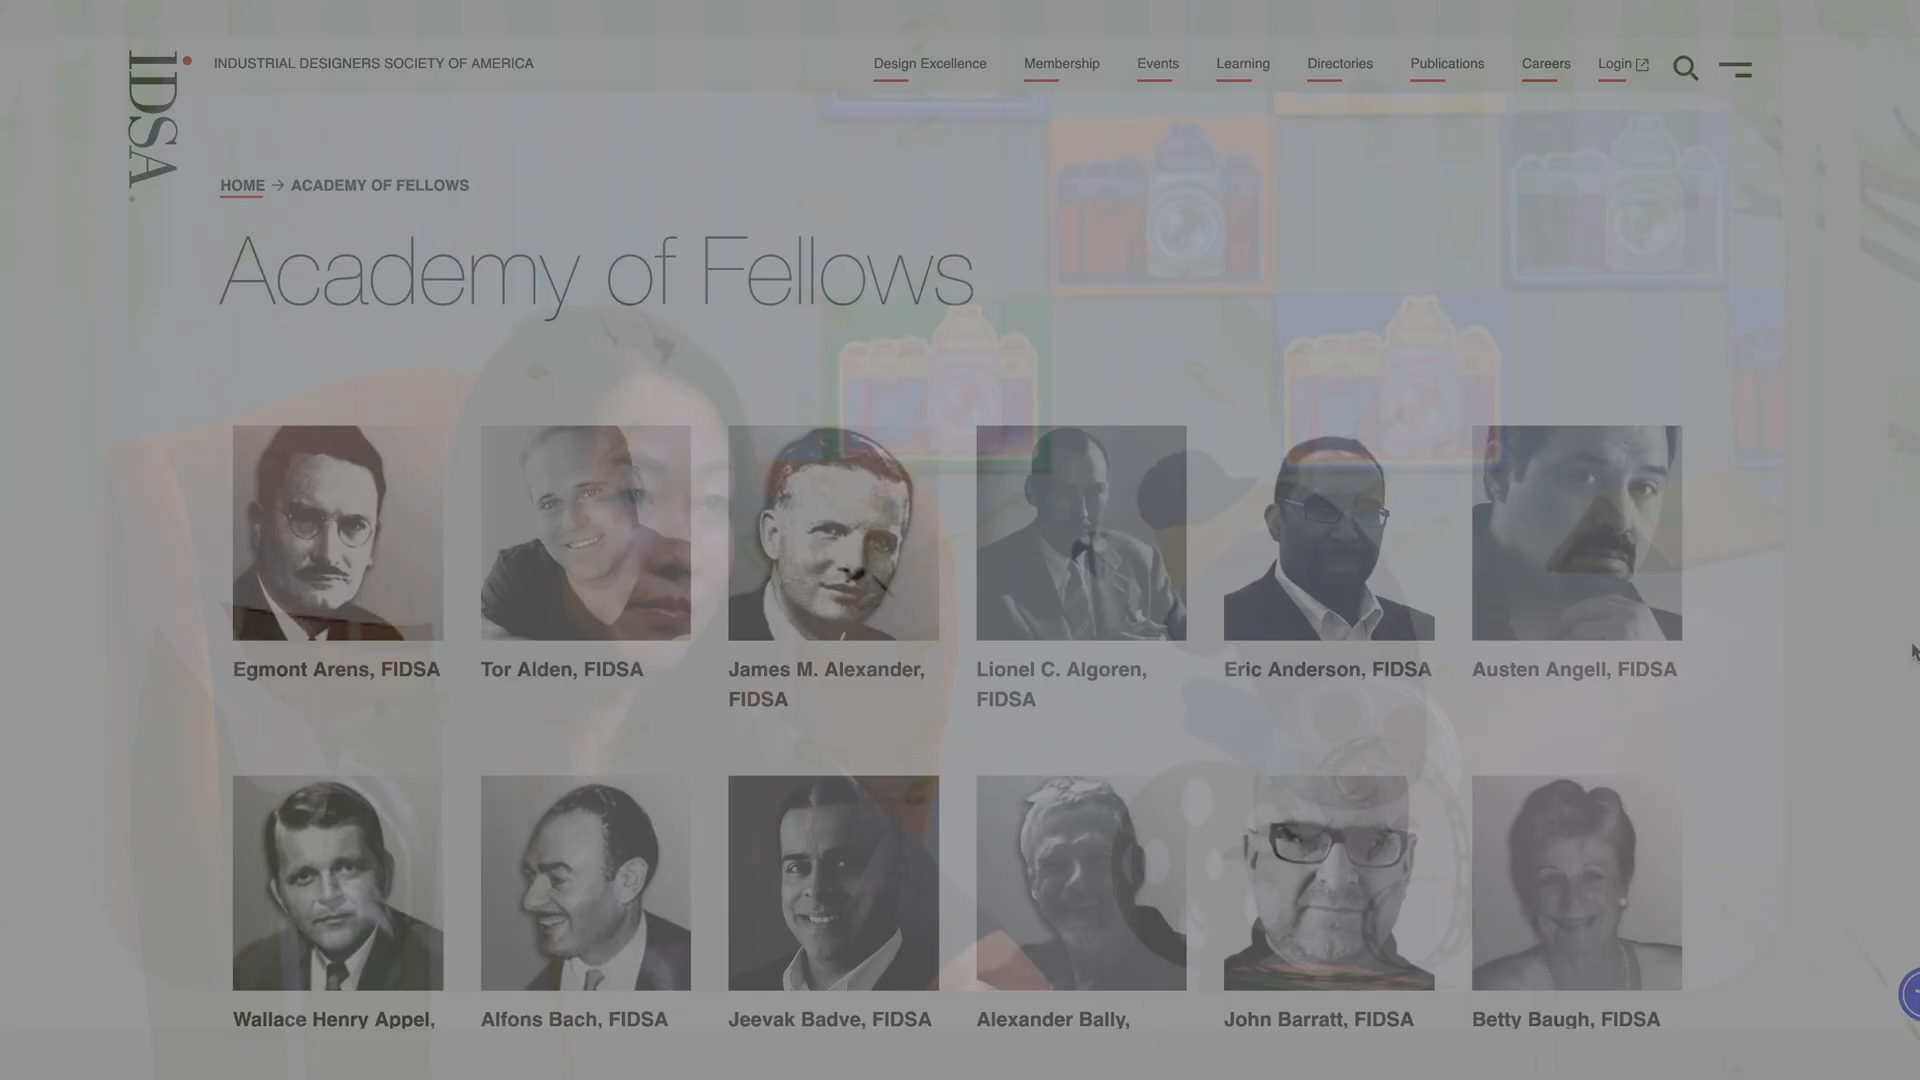 IDSA
INDUSTRIAL DESIGNERS SOCIETY OF AMERICA
Design Excellence
Membership
Events
Learning
Directories
Publications
Careers
Login
HOME → ACADEMY OF FELLOWS
Academy of Fellows
Egmont Arens, FIDSA
Tor Alden, FIDSA
James M. Alexander,
FIDSA
Lionel C. Algoren,
FIDSA
Eric Anderson, FIDSA
Austen Angell, FIDSA
Wallace Henry Appel,
Alfons Bach, FIDSA
Jeevak Badve, FIDSA
Alexander Bally,
John Barratt, FIDSA
Betty Baugh, FIDSA